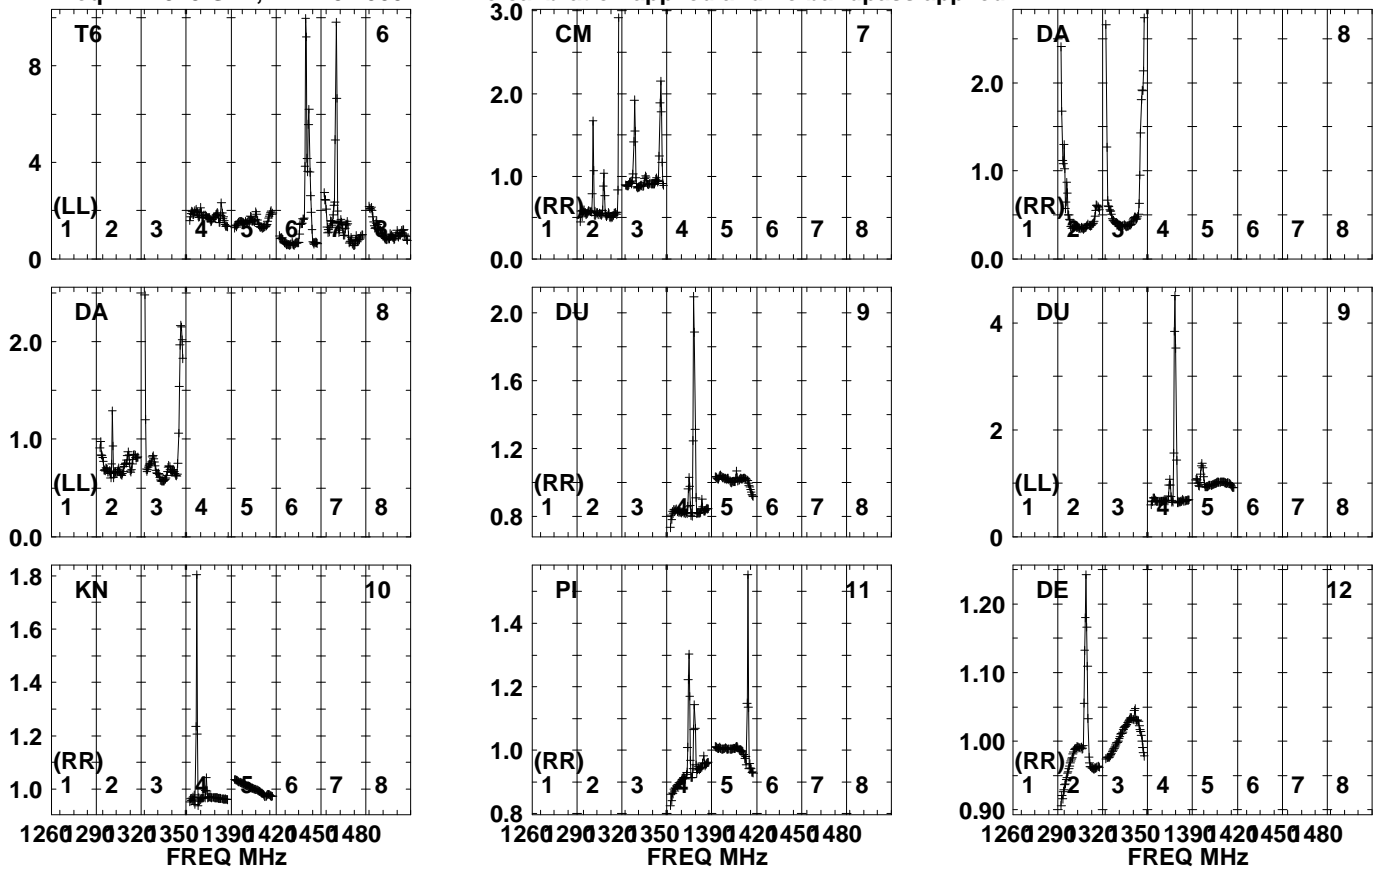 T6 6
8
4
0
(LL)
1 2 3 4 5 6 7 8
CM 7
3.0
2.0
1.0
0.0
(RR)
1 2 3 4 5 6 7 8
DA 8
2.0
1.0
0.0
(RR)
1 2 3 4 5 6 7 8
DA 8
2.0
1.0
0.0
(LL)
1 2 3 4 5 6 7 8
DU 9
2.0
1.6
1.2
0.8
(RR)
1 2 3 4 5 6 7 8
DU 9
4
2
0
(LL)
1 2 3 4 5 6 7 8
KN 10
1.8
1.6
1.4
1.2
1.0
(RR)
1 2 3 4 5 6 7 8
1260 1290 1320 1350 1390 1420 1450 1480
FREQ MHz
PI 11
1.4
1.2
1.0
0.8
(RR)
1 2 3 4 5 6 7 8
1260 1290 1320 1350 1390 1420 1450 1480
FREQ MHz
DE 12
1.20
1.10
1.00
0.90
(RR)
1 2 3 4 5 6 7 8
1260 1290 1320 1350 1390 1420 1450 1480
FREQ MHz